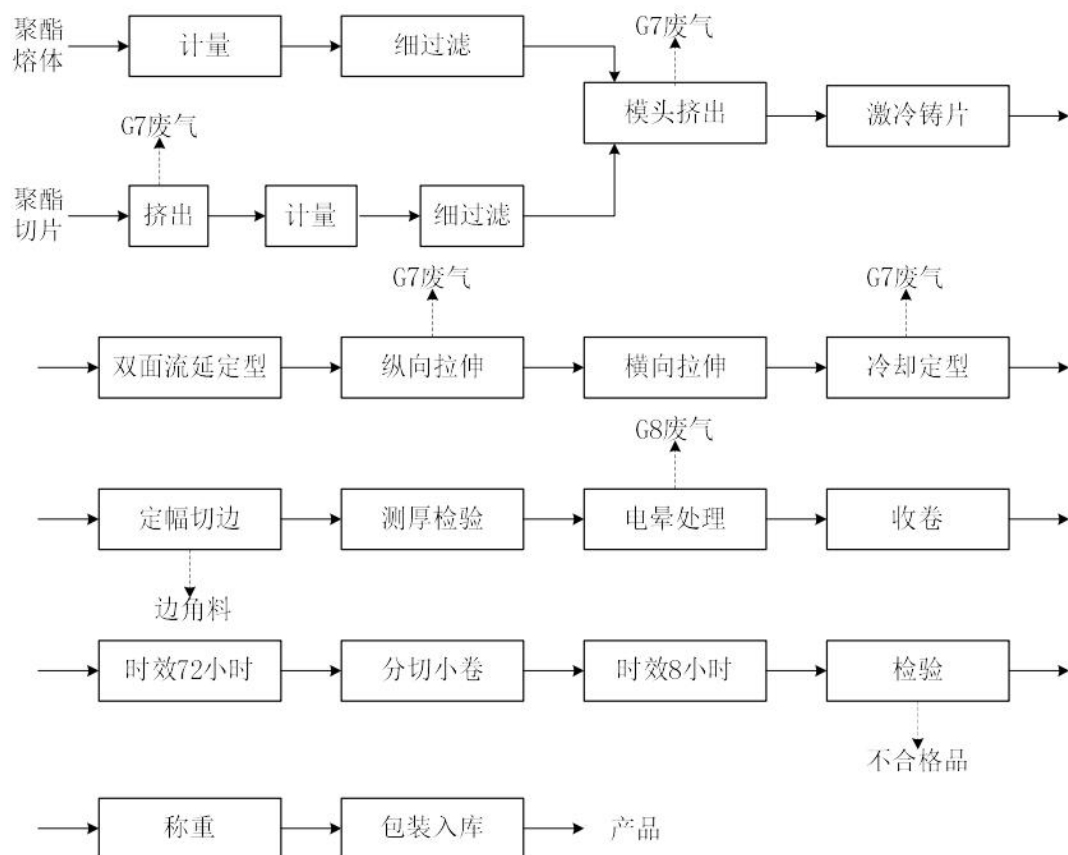 聚酯
熔体
计量
细过滤
G7废气
模头挤出
激冷铸片
G7废气
聚酯
切片
挤出
计量
细过滤
G7废气
G7废气
双面流延定型
纵向拉伸
横向拉伸
冷却定型
G8废气
定幅切边
测厚检验
电晕处理
收卷
边角料
时效72小时
分切小卷
时效8小时
检验
不合格品
称重
包装入库
产品